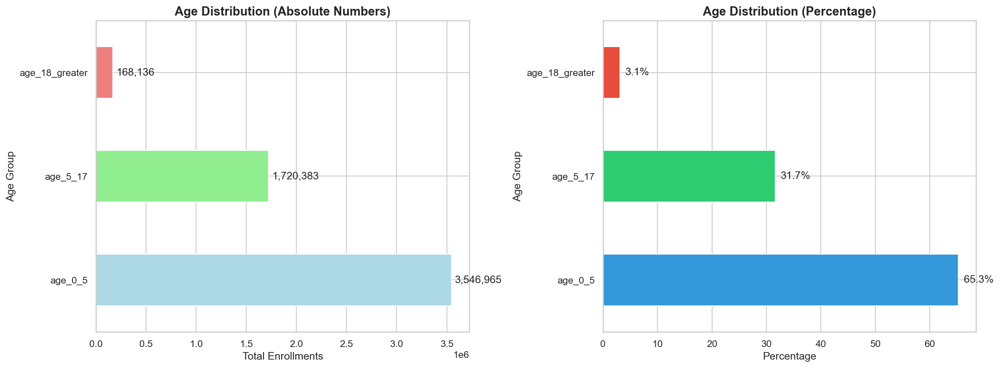 Age Distribution (Absolute Numbers)
age_18_greater
168,136
age_5_17
1,720,383
age_0_5
3,546,965
Age Group
0.0 0.5 1.0 1.5 2.0 2.5 3.0 3.5
1e6
Total Enrollments
Age Distribution (Percentage)
age_18_greater
3.1%
age_5_17
31.7%
age_0_5
65.3%
Age Group
0 10 20 30 40 50 60
Percentage